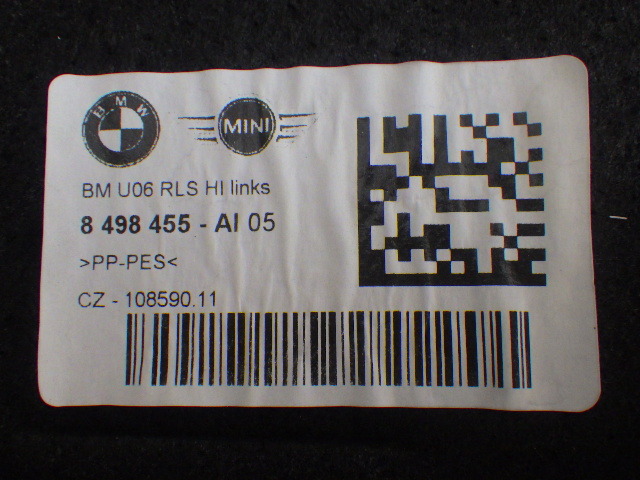 BMW
MINI
BM U06 RLS HI links
8 498 455 - AI 05
>PP-PES<
CZ - 108590.11